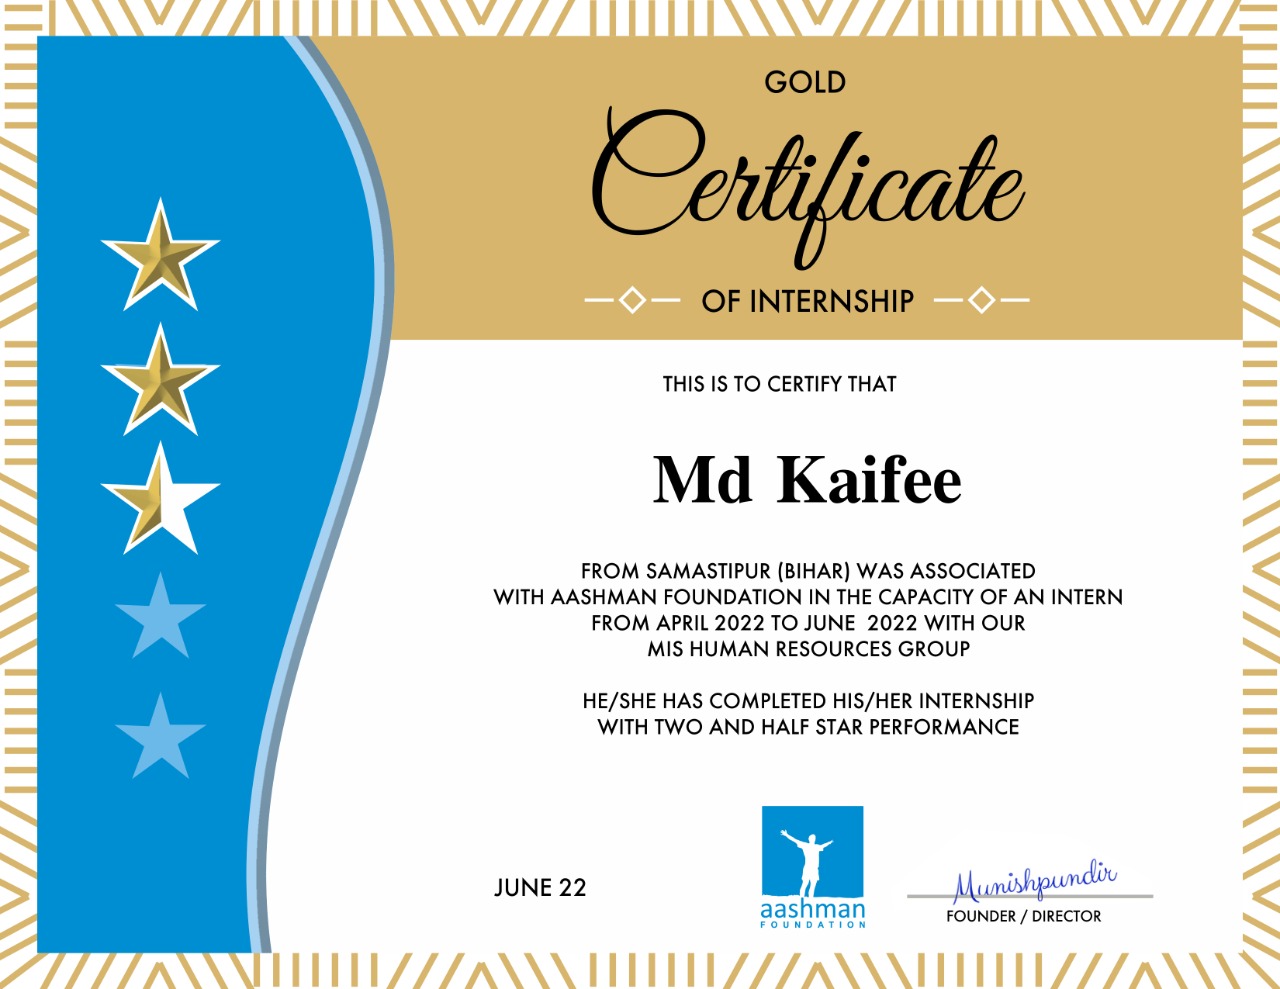 GOLD
Certificate
OF INTERNSHIP
THIS IS TO CERTIFY THAT
Md Kaifee
FROM SAMASTIPUR (BIHAR) WAS ASSOCIATED
WITH AASHMAN FOUNDATION IN THE CAPACITY OF AN INTERN
FROM APRIL 2022 TO JUNE 2022 WITH OUR
MIS HUMAN RESOURCES GROUP
HE/SHE HAS COMPLETED HIS/HER INTERNSHIP
WITH TWO AND HALF STAR PERFORMANCE
JUNE 22
aashman
FOUNDATION
Munishpundir
FOUNDER / DIRECTOR